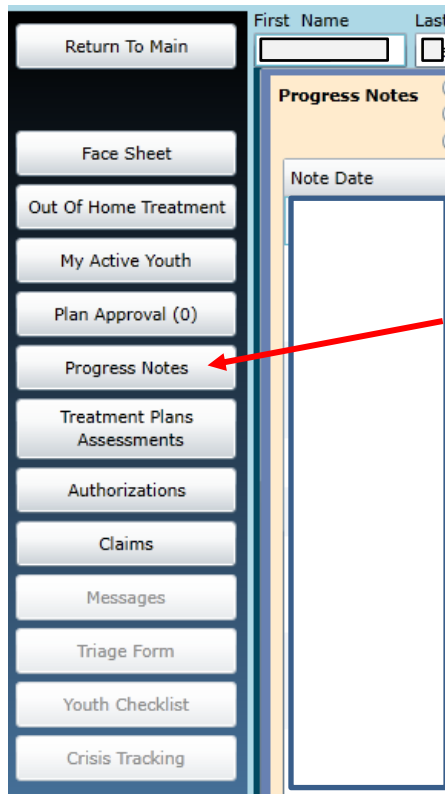 First Name
Last
Return To Main
Progress Notes
Face Sheet
Note Date
Out Of Home Treatment
My Active Youth
Plan Approval (0)
Progress Notes
Treatment Plans
Assessments
Authorizations
Claims
Messages
Triage Form
Youth Checklist
Crisis Tracking